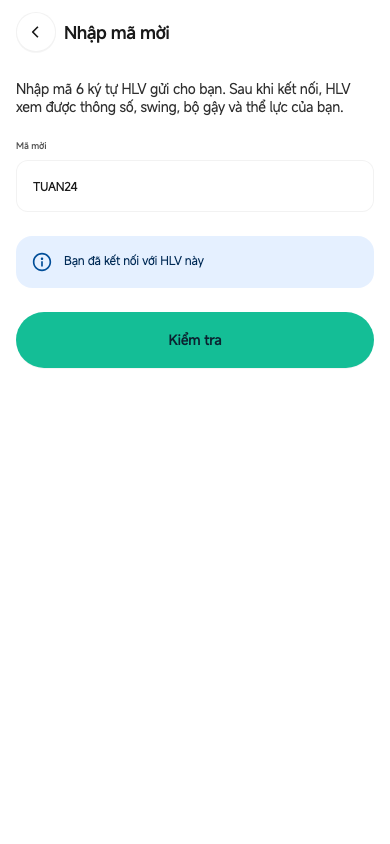 Nhập mã mời
Nhập mã 6 ký tự HLV gửi cho bạn. Sau khi kết nối, HLV
xem được thông số, swing, bộ gậy và thể lực của bạn.
Mã mời
TUAN24
Bạn đã kết nối với HLV này
Kiểm tra